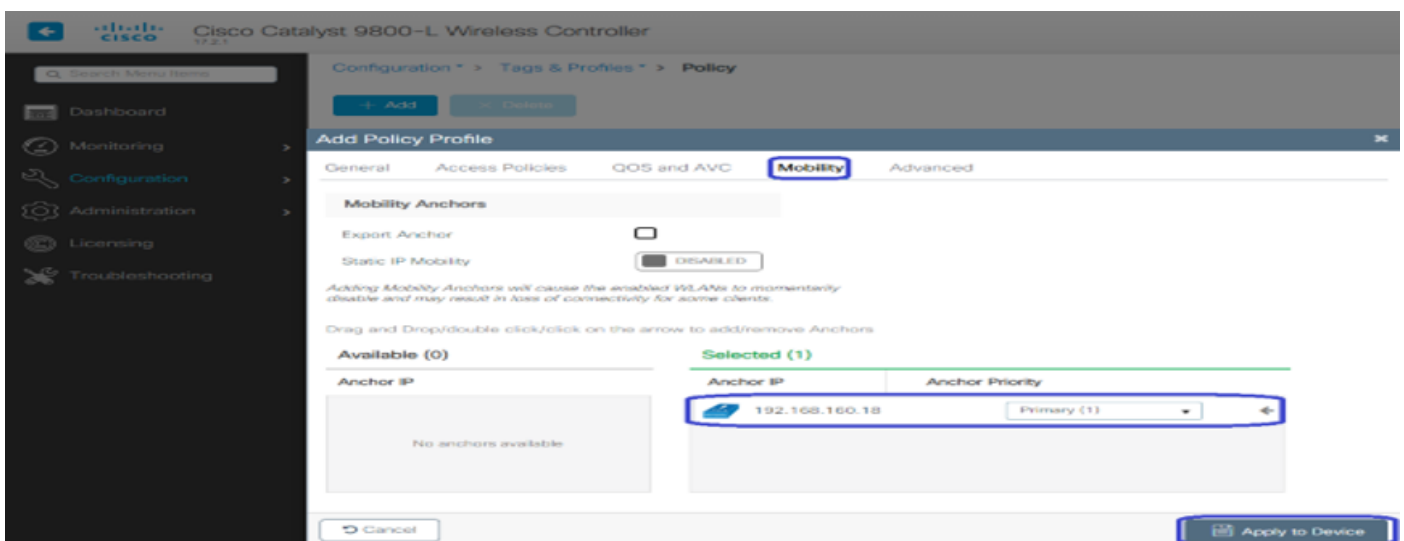 cisco
Cisco Catalyst 9800-L Wireless Controller
17.2.1
Search Menu Items
Configuration * > Tags & Profiles * > Policy
+ Add
× Delete
Dashboard
Monitoring
Configuration
Administration
Licensing
Troubleshooting
Add Policy Profile
General Access Policies QOS and AVC Mobility Advanced
Mobility Anchors
Export Anchor
Static IP Mobility DISABLED
Adding Mobility Anchors will cause the enabled WLANs to momentarily
disable and may result in loss of connectivity for some clients.
Drag and Drop/double click/click on the arrow to add/remove Anchors
Available (0) Selected (1)
Anchor IP Anchor IP Anchor Priority
192.168.160.18 Primary (1)
No anchors available
Cancel Apply to Device